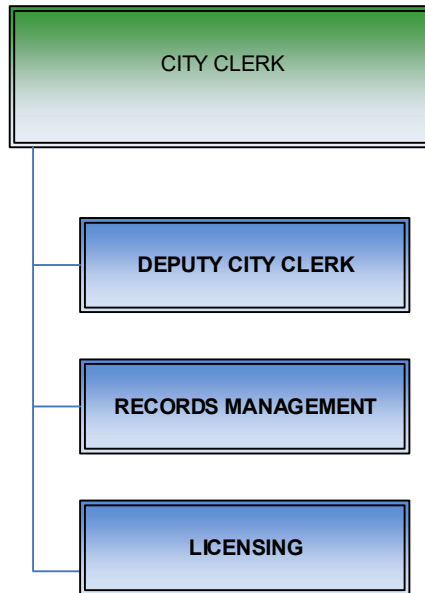 CITY CLERK
DEPUTY CITY CLERK
RECORDS MANAGEMENT
LICENSING